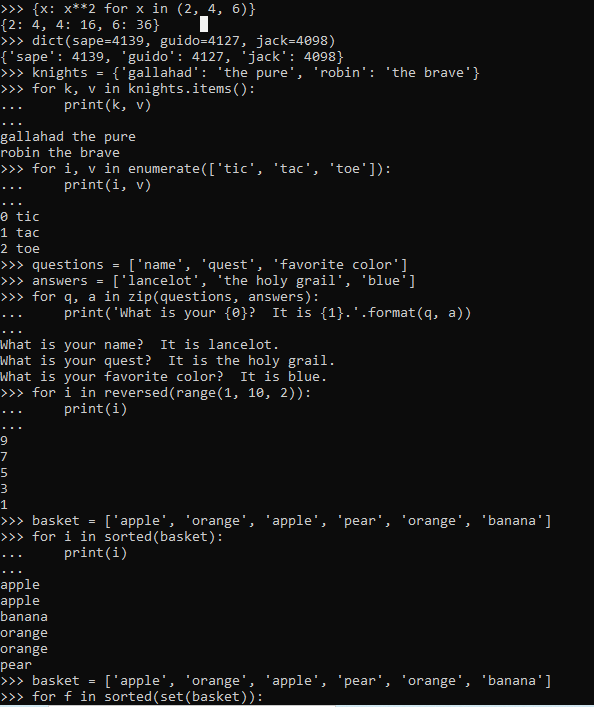 >>> {x: x**2 for x in (2, 4, 6)}
{2: 4, 4: 16, 6: 36}
>>> dict(sape=4139, guido=4127, jack=4098)
{'sape': 4139, 'guido': 4127, 'jack': 4098}
>>> knights = {'gallahad': 'the pure', 'robin': 'the brave'}
>>> for k, v in knights.items():
...     print(k, v)
...
gallahad the pure
robin the brave
>>> for i, v in enumerate(['tic', 'tac', 'toe']):
...     print(i, v)
...
0 tic
1 tac
2 toe
>>> questions = ['name', 'quest', 'favorite color']
>>> answers = ['lancelot', 'the holy grail', 'blue']
>>> for q, a in zip(questions, answers):
...     print('What is your {0}?  It is {1}.'.format(q, a))
...
What is your name?  It is lancelot.
What is your quest?  It is the holy grail.
What is your favorite color?  It is blue.
>>> for i in reversed(range(1, 10, 2)):
...     print(i)
...
9
7
5
3
1
>>> basket = ['apple', 'orange', 'apple', 'pear', 'orange', 'banana']
>>> for i in sorted(basket):
...     print(i)
...
apple
apple
banana
orange
orange
pear
>>> basket = ['apple', 'orange', 'apple', 'pear', 'orange', 'banana']
>>> for f in sorted(set(basket)):